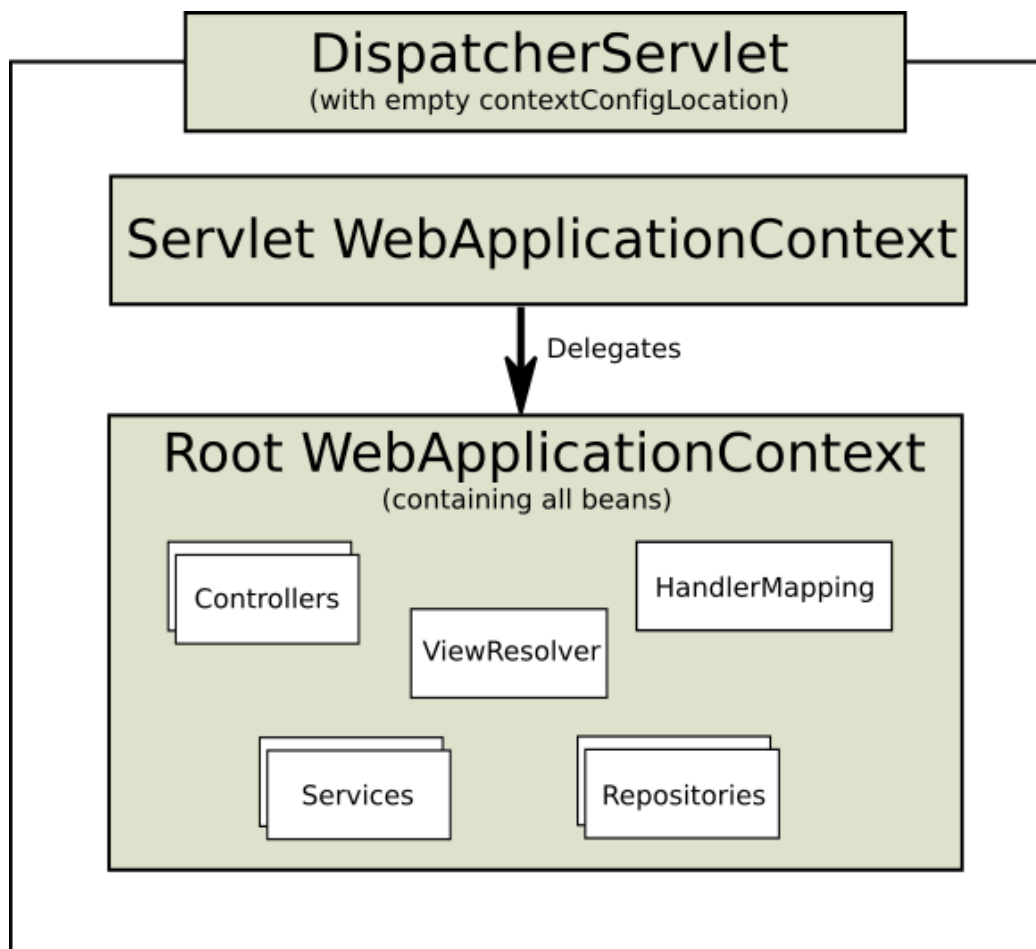 DispatcherServlet
(with empty contextConfigLocation)
Servlet WebApplicationContext
Delegates
Root WebApplicationContext
(containing all beans)
Controllers
HandlerMapping
ViewResolver
Services
Repositories